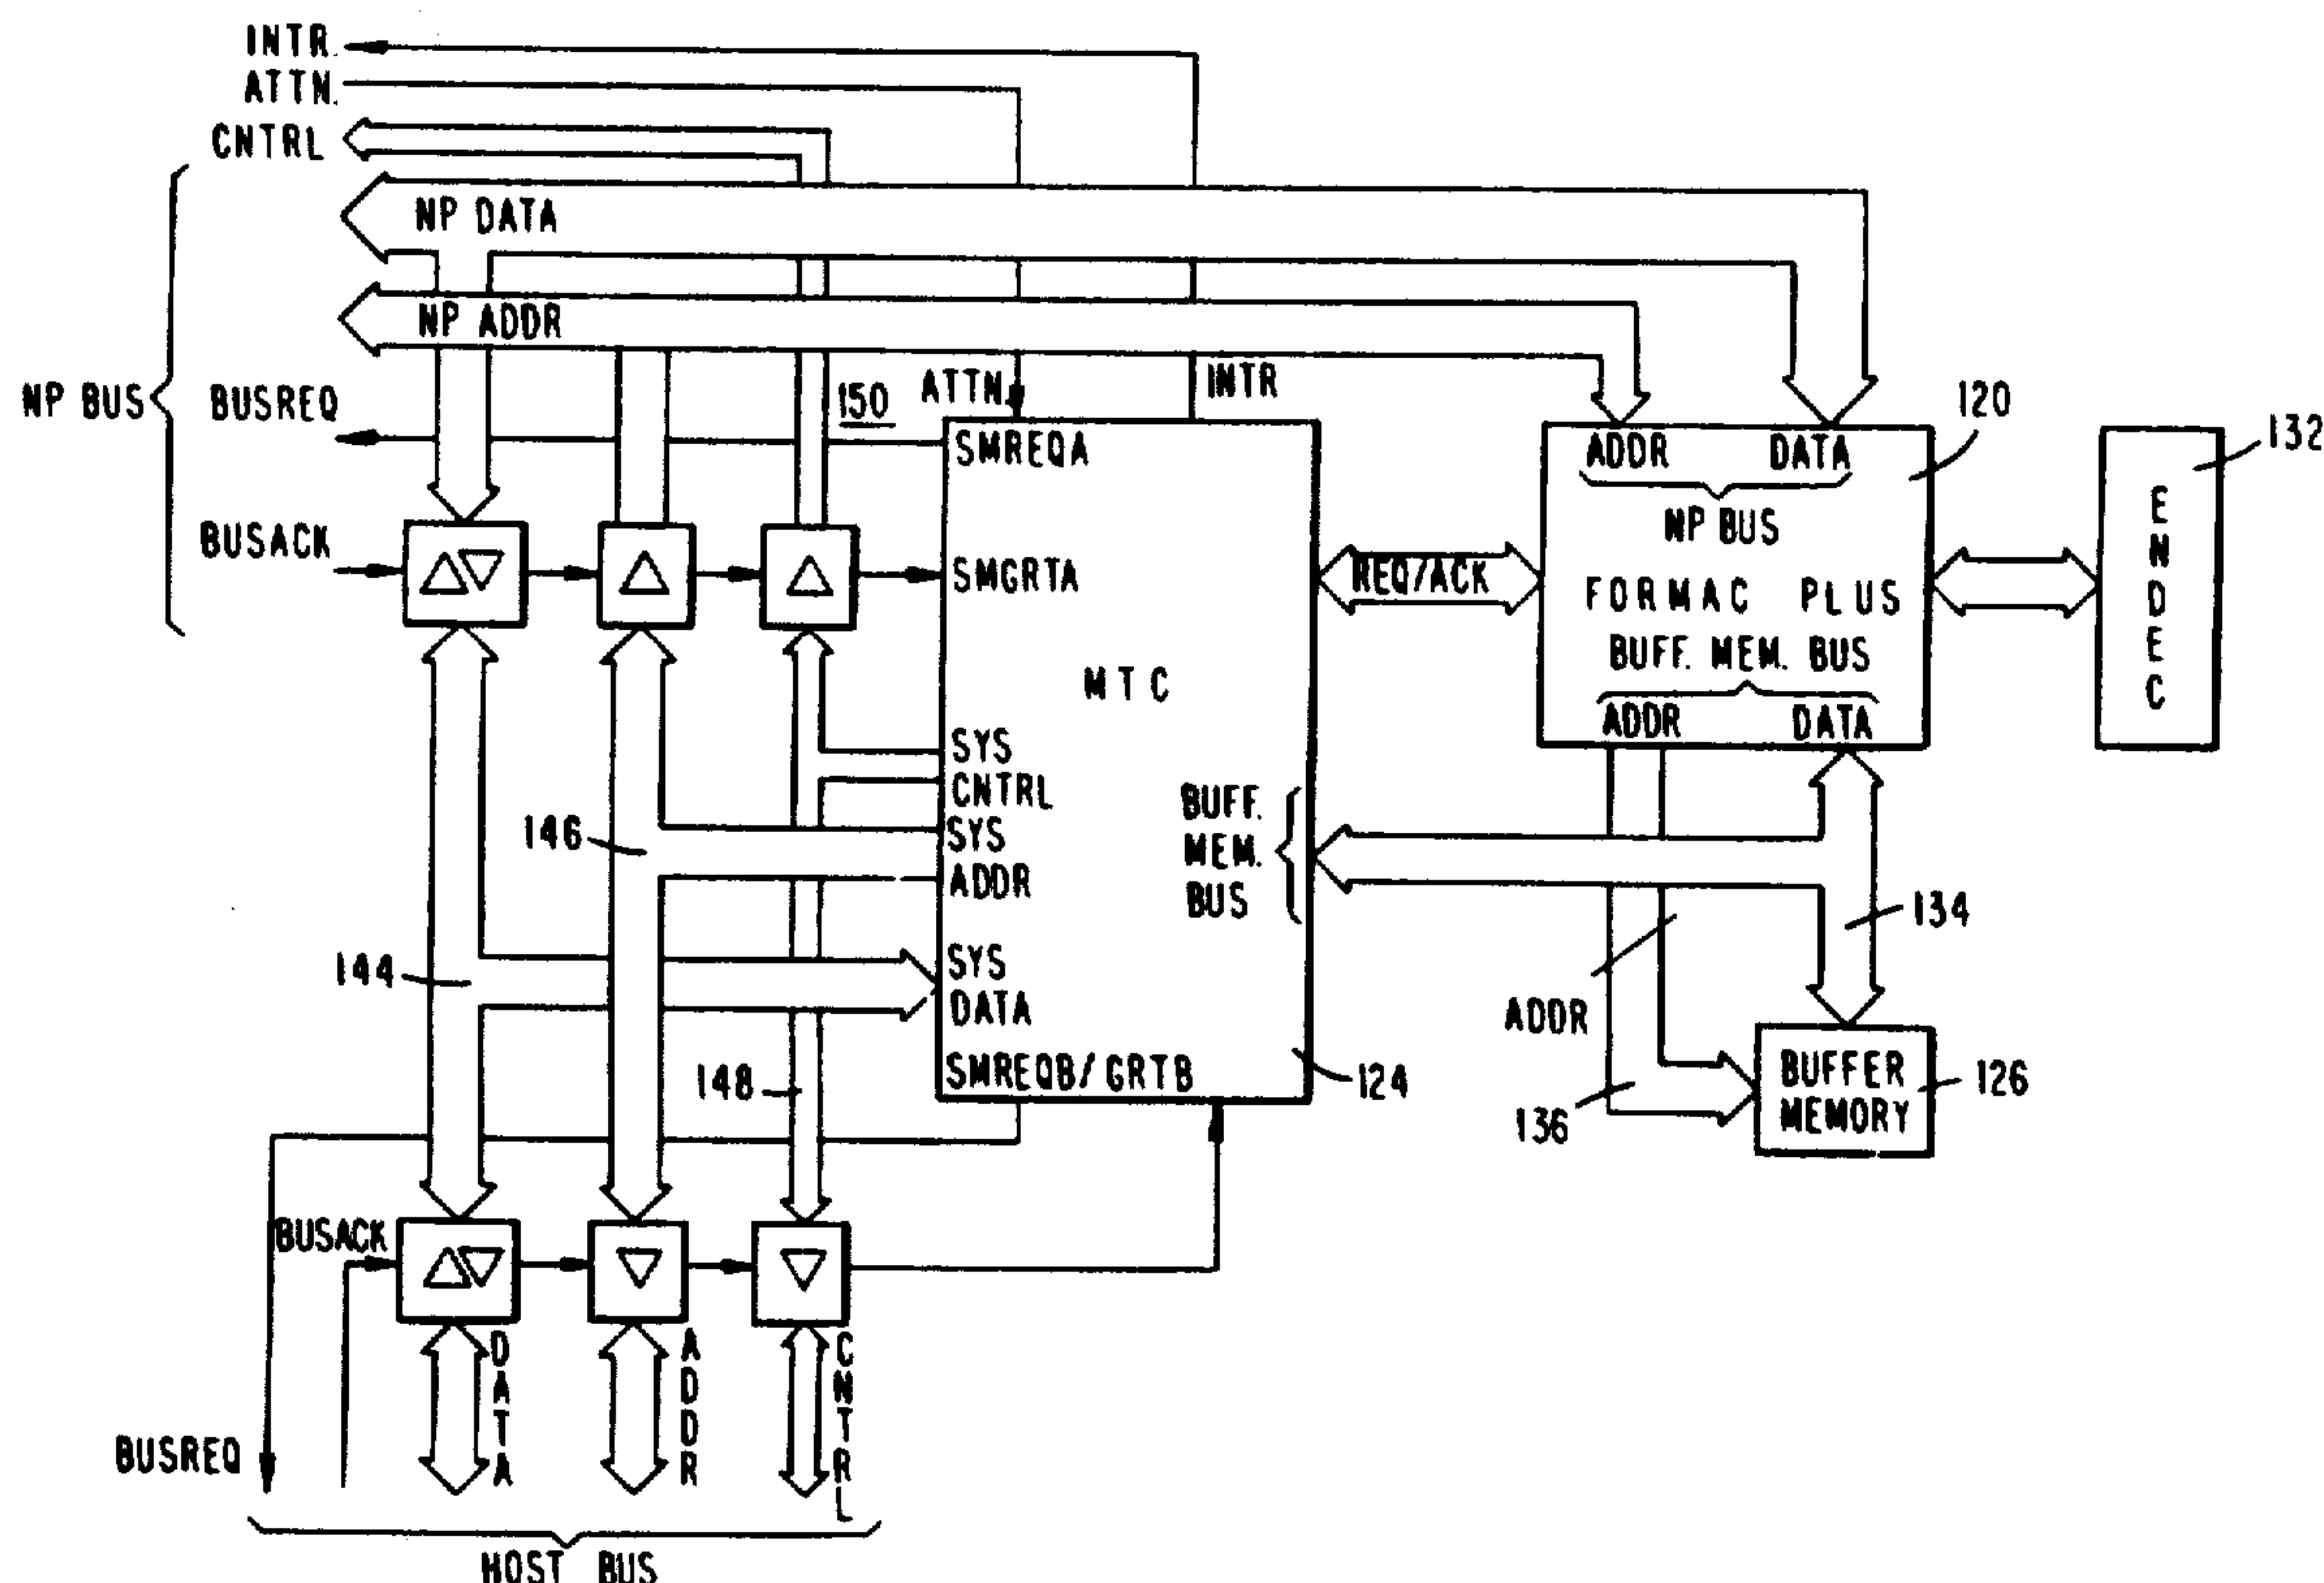 INTR.
ATTN.
CNTRL
NP DATA
NP ADDR
NP BUS
BUSREQ
150
ATTN.
INTR
120
132
SMREQA
ADDR DATA
NP BUS
BUSACK
SMGRTA
REQ/ACK
FORMAC PLUS
ENDEC
BUFF. MEM. BUS
ADDR DATA
MTC
SYS
CNTRL
146
SYS
ADDR
BUFF.
MEM.
BUS
134
144
SYS
DATA
ADDR
148
SMREQB/GRTB
124
BUFFER
MEMORY
126
136
BUSACK
DATA
ADDR
CNTRL
BUSREQ
HOST BUS